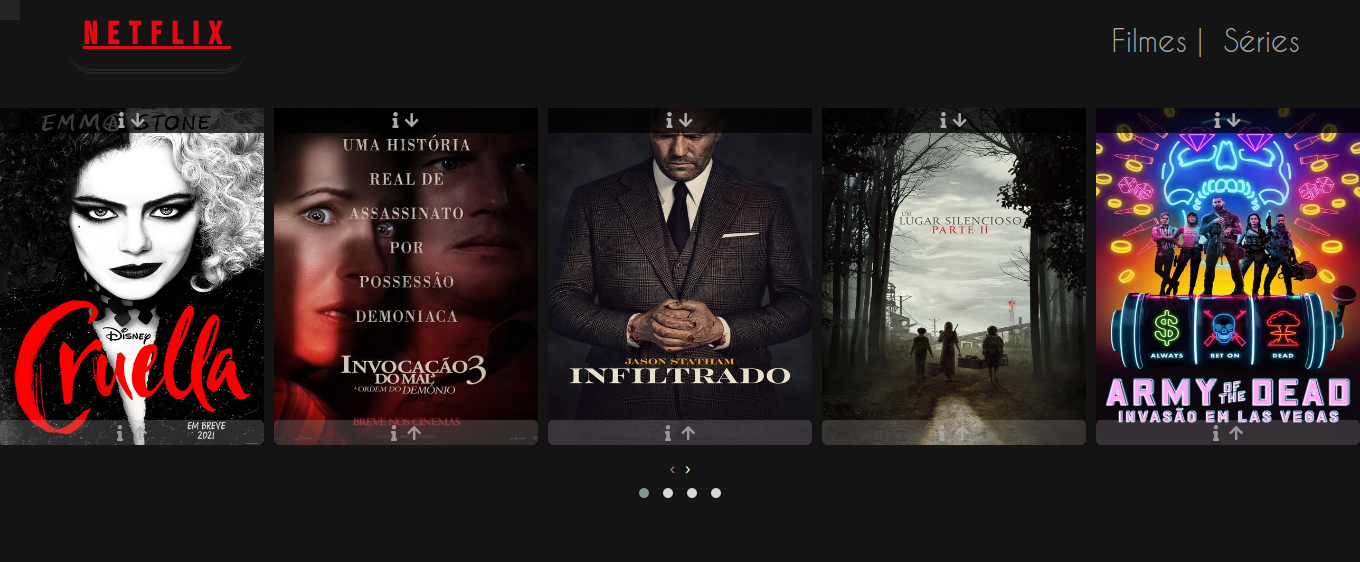 NETFLIX
Filmes | Séries
EMMA STONE
Disney
Cruella
EM BREVE
2021
UMA HISTÓRIA
REAL DE
ASSASSINATO
POR
POSSESSÃO
DEMONIACA
INVOCAÇÃO 3
DO MAL
A ORDEM DO DEMÔNIO
BREVE NOS CINEMAS
JASON STATHAM
INFILTRADO
UM
LUGAR SILENCIOSO
PARTE II
$
ALWAYS BET ON DEAD
ARMY OF THE DEAD
INVASÃO EM LAS VEGAS
‹ ›